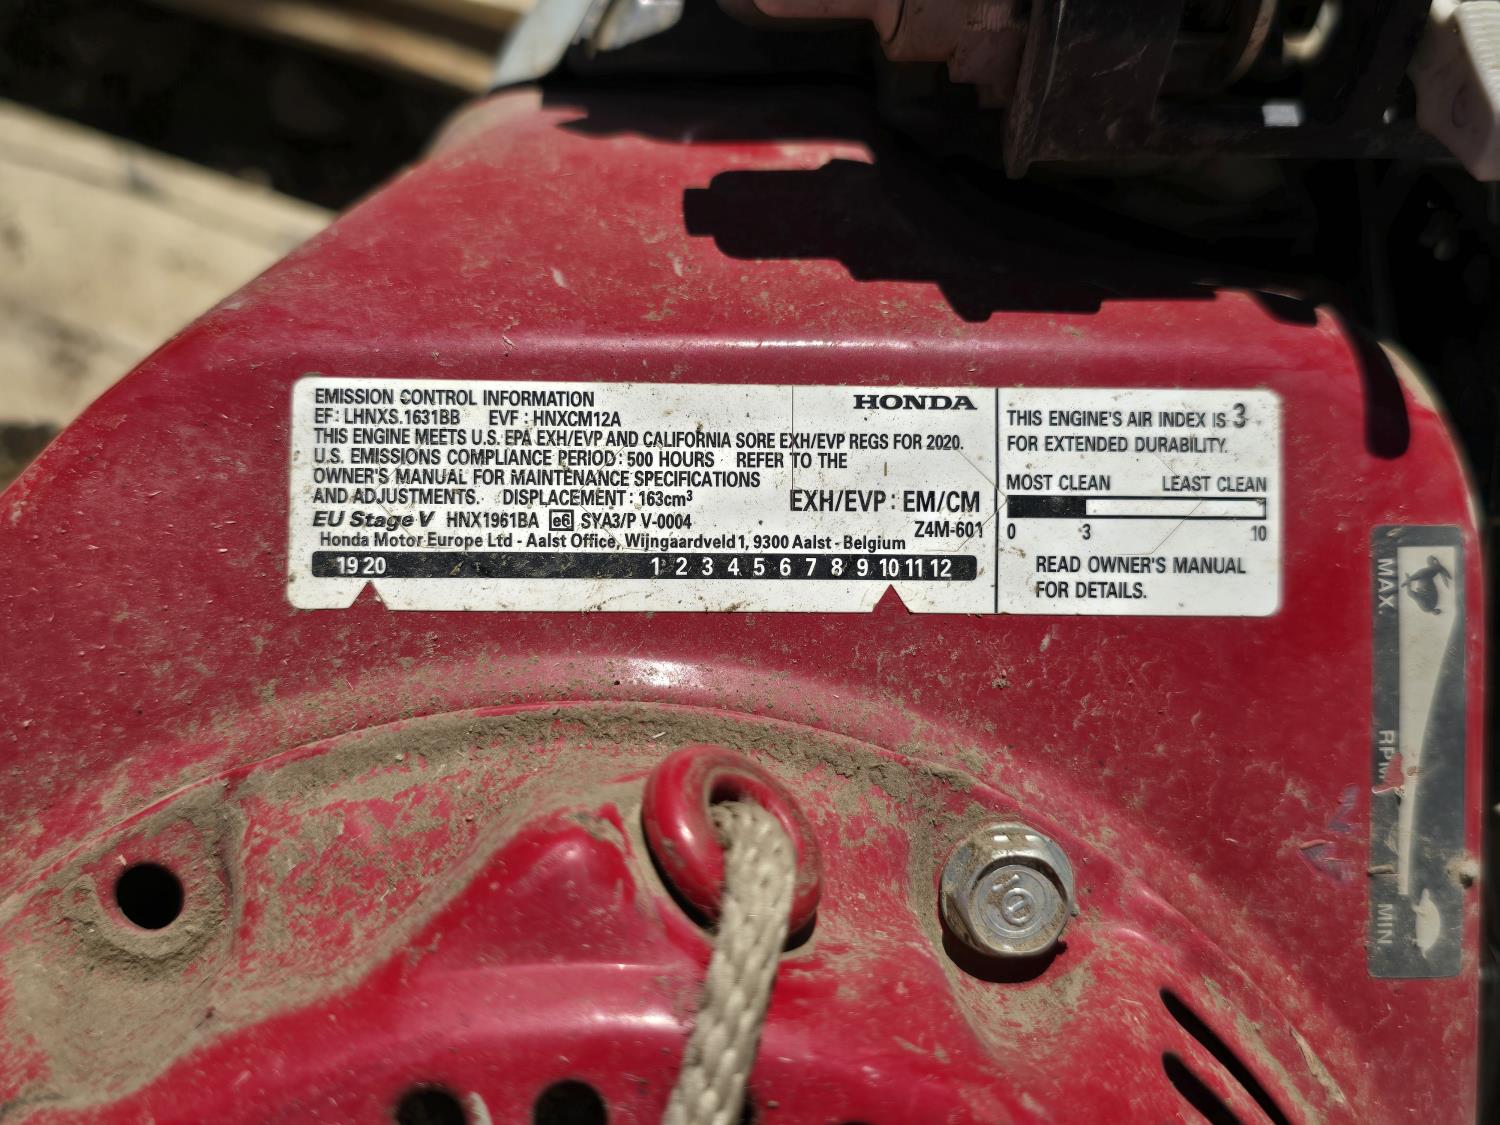 EMISSION CONTROL INFORMATION
HONDA
EF: LHNXS.1631BB EVF: HNXCM12A
THIS ENGINE MEETS U.S. EPA EXH/EVP AND CALIFORNIA SORE EXH/EVP REGS FOR 2020.
U.S. EMISSIONS COMPLIANCE PERIOD: 500 HOURS REFER TO THE
OWNER'S MANUAL FOR MAINTENANCE SPECIFICATIONS
AND ADJUSTMENTS. DISPLACEMENT: 163cm³
EXH/EVP: EM/CM
EU Stage V HNX1961BA e6 SYA3/P V-0004
Z4M-601
Honda Motor Europe Ltd - Aalst Office, Wijngaardveld 1, 9300 Aalst - Belgium
19 20 1 2 3 4 5 6 7 8 9 10 11 12
THIS ENGINE'S AIR INDEX IS 3
FOR EXTENDED DURABILITY.
MOST CLEAN LEAST CLEAN
0 3 10
READ OWNER'S MANUAL
FOR DETAILS.
MAX.
RPM
MIN.
10